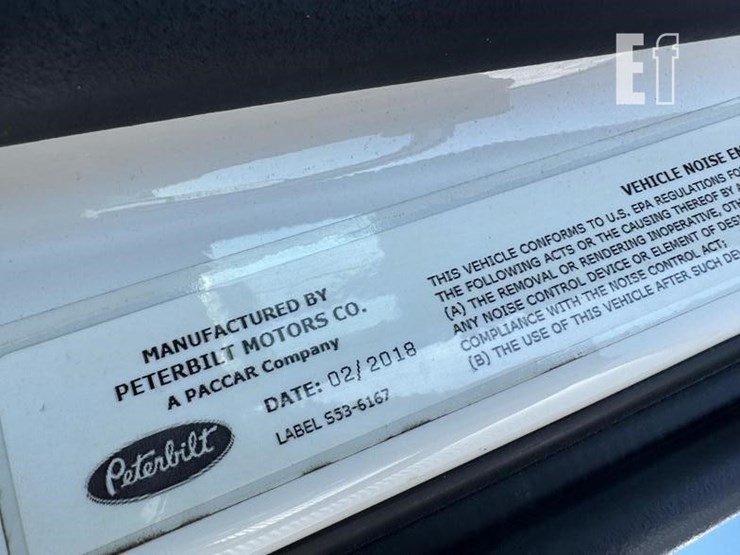 Ef
MANUFACTURED BY
PETERBILT MOTORS CO.
A PACCAR Company
DATE: 02/2018
LABEL S53-6167
Peterbilt
VEHICLE NOISE
THIS VEHICLE CONFORMS TO U.S. EPA REGULATIONS
THE FOLLOWING ACTS OR THE CAUSING THEREOF BY
(A) THE REMOVAL OR RENDERING INOPERATIVE,
ANY NOISE CONTROL DEVICE OR ELEMENT OF
COMPLIANCE WITH THE NOISE CONTROL ACT;
(B) THE USE OF THIS VEHICLE AFTER SUCH